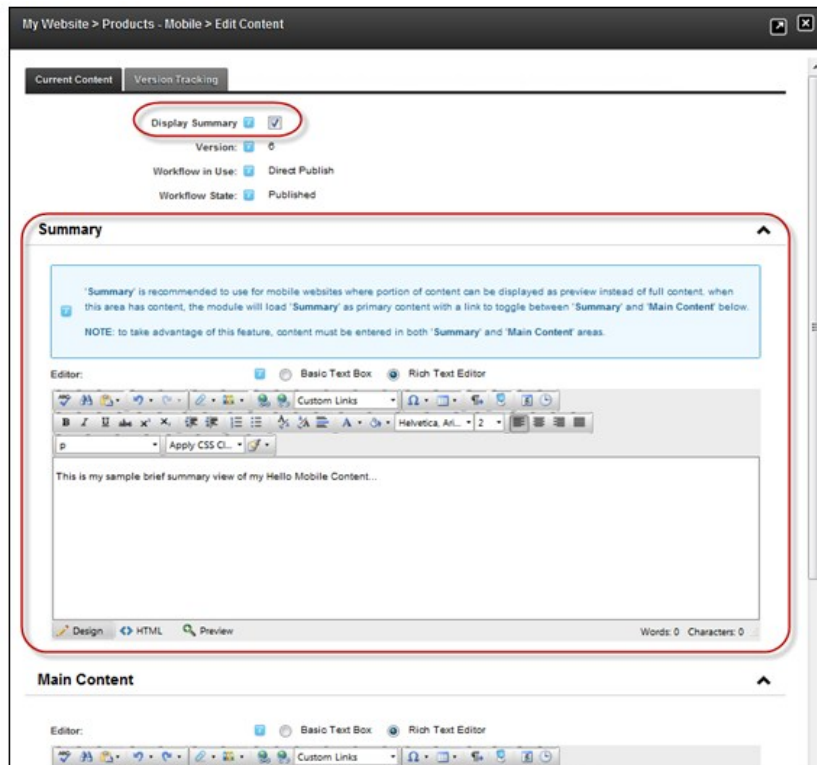 My Website > Products - Mobile > Edit Content
Current Content Version Tracking
Display Summary
Version: 6
Workflow in Use: Direct Publish
Workflow State: Published
Summary
'Summary' is recommended to use for mobile websites where portion of content can be displayed as preview instead of full content. when
this area has content, the module will load 'Summary' as primary content with a link to toggle between 'Summary' and 'Main Content' below.
NOTE: to take advantage of this feature, content must be entered in both 'Summary' and 'Main Content' areas.
Editor: Basic Text Box Rich Text Editor
Custom Links
Helvetica, Ari... 2
p Apply CSS Cl...
This is my sample brief summary view of my Hello Mobile Content...
Design HTML Preview Words: 0 Characters: 0
Main Content
Editor: Basic Text Box Rich Text Editor
Custom Links